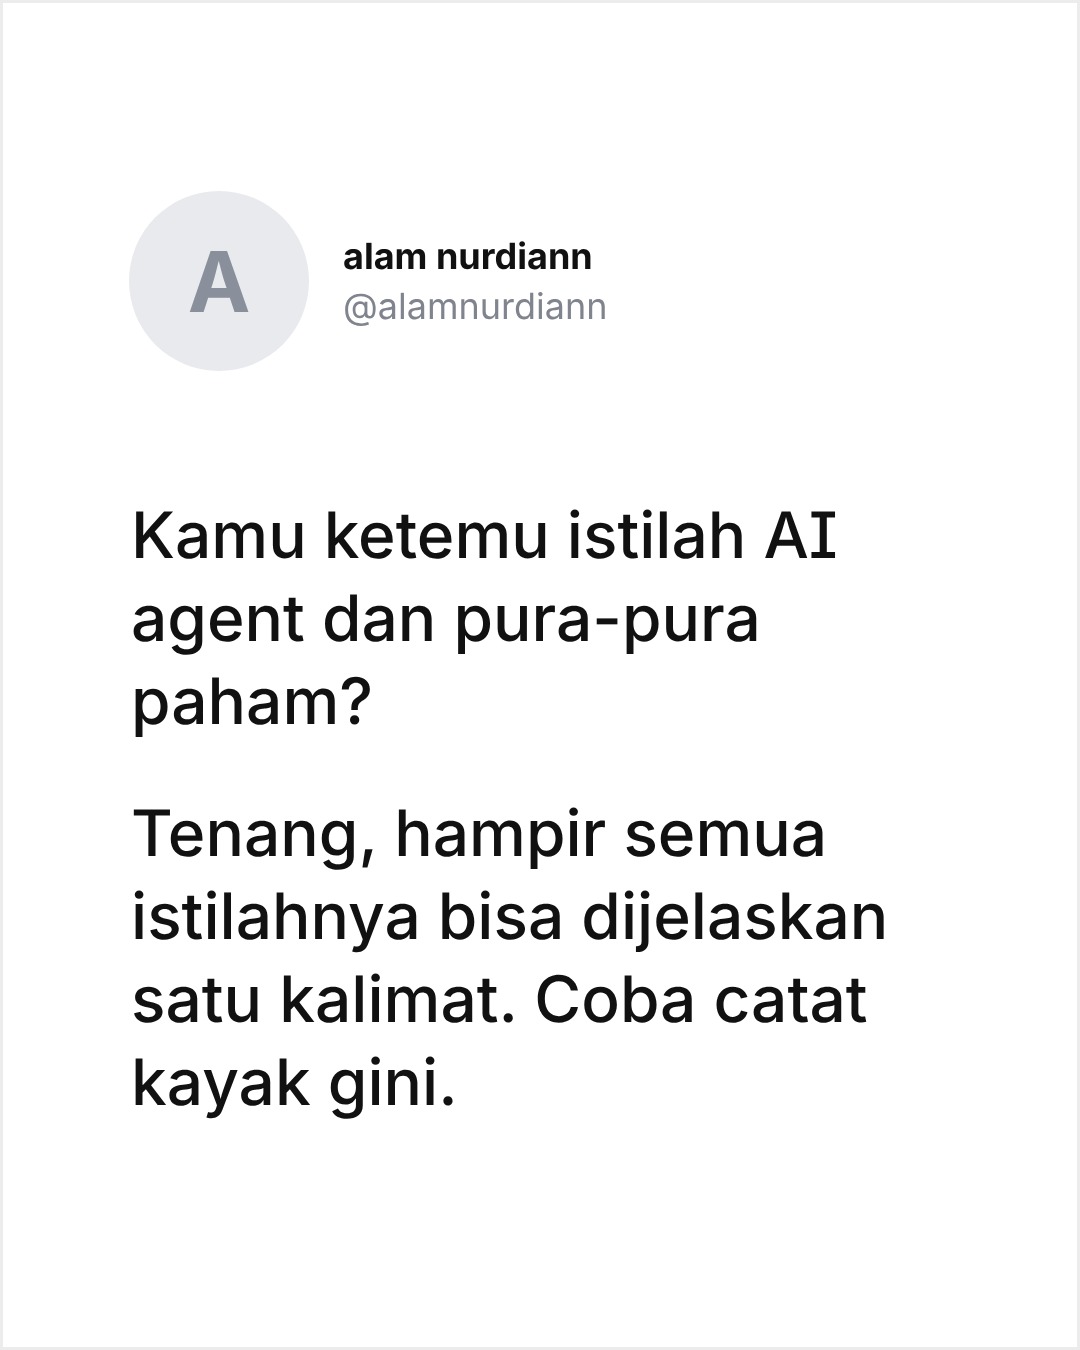 A
alam nurdiann
@alamnurdiann
Kamu ketemu istilah AI
agent dan pura-pura
paham?
Tenang, hampir semua
istilahnya bisa dijelaskan
satu kalimat. Coba catat
kayak gini.